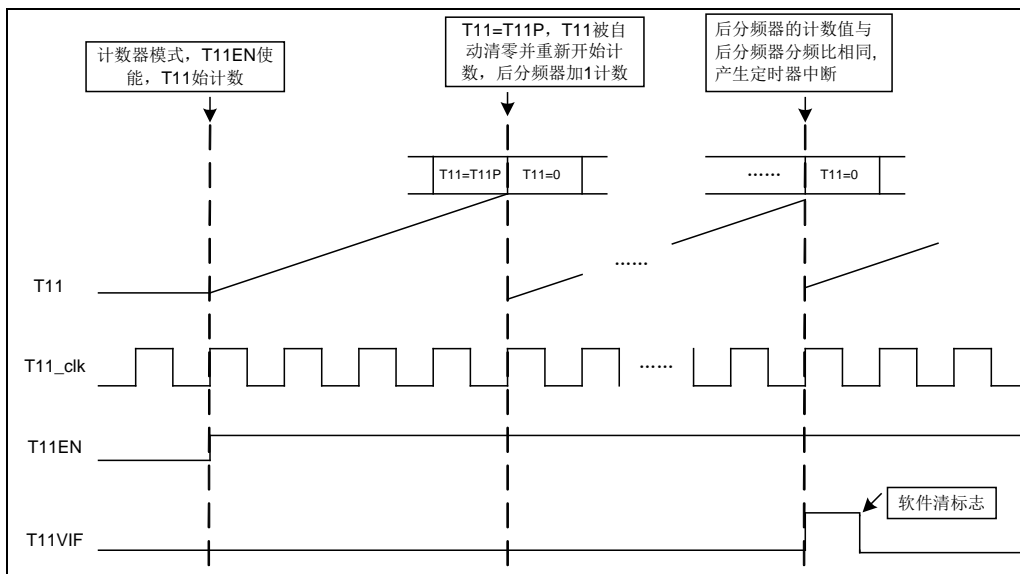 计数器模式，T11EN使
能，T11始计数
T11=T11P，T11被自
动清零并重新开始计
数，后分频器加1计数
后分频器的计数值与
后分频器分频比相同,
产生定时器中断
T11=T11P
T11=0
……
T11=0
……
T11
T11_clk
……
T11EN
软件清标志
T11VIF